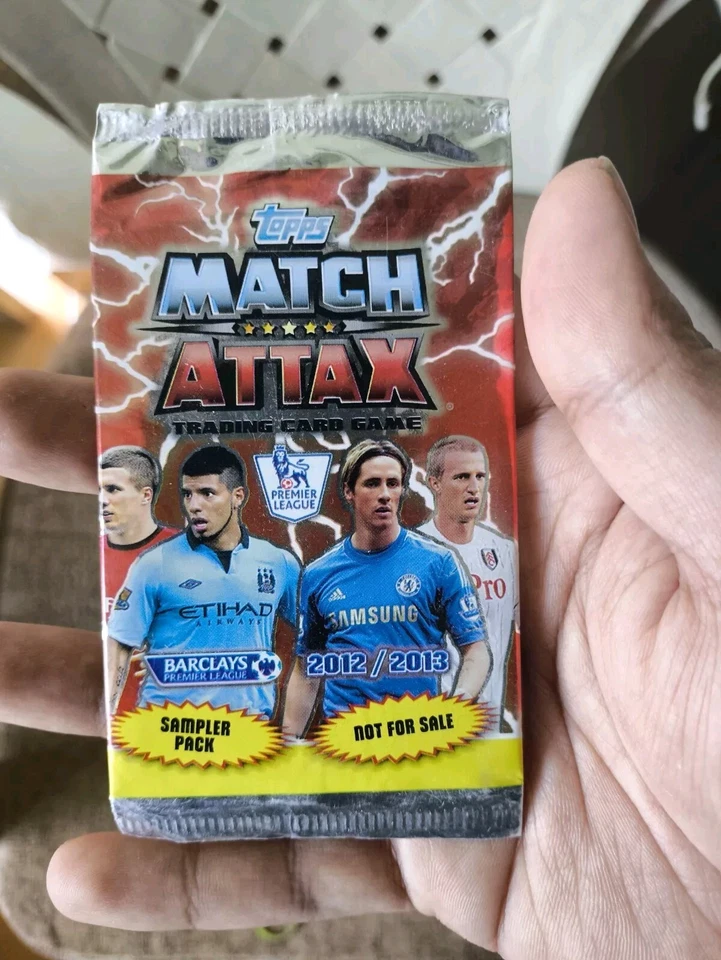 topps
MATCH
ATTAX
TRADING CARD GAME
PREMIER
LEAGUE
ETIHAD
AIRWAYS
SAMSUNG
Pro
BARCLAYS
PREMIER LEAGUE
2012/2013
SAMPLER
PACK
NOT FOR SALE